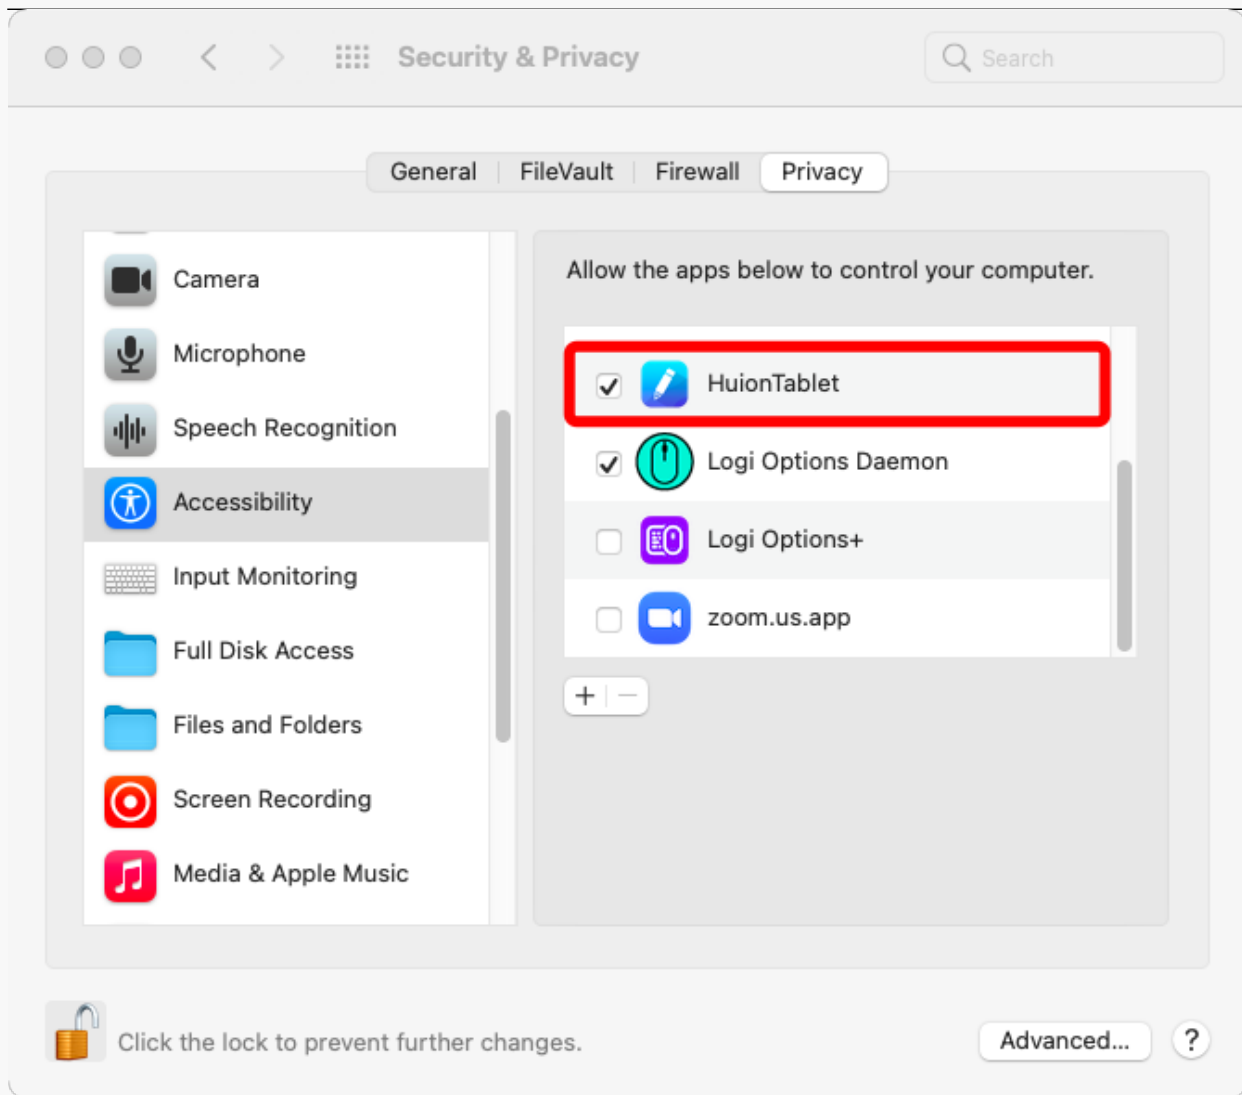 Security & Privacy
Search
General
FileVault
Firewall
Privacy
Camera
Microphone
Speech Recognition
Accessibility
Input Monitoring
Full Disk Access
Files and Folders
Screen Recording
Media & Apple Music
Allow the apps below to control your computer.
HuionTablet
Logi Options Daemon
Logi Options+
zoom.us.app
Click the lock to prevent further changes.
Advanced...
?